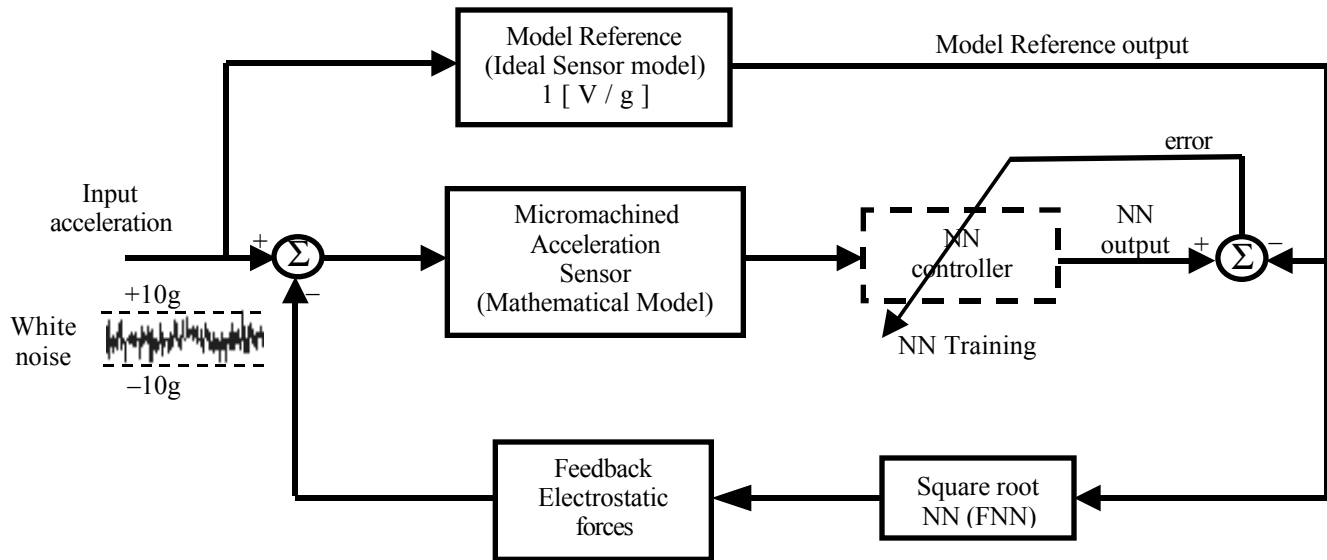 Model Reference
(Ideal Sensor model)
1 [ V / g ]
Model Reference output
error
Input
acceleration
+
Σ
−
Micromachined
Acceleration
Sensor
(Mathematical Model)
NN
controller
NN
output
+
Σ
−
NN Training
+10g
White
noise
–10g
Feedback
Electrostatic
forces
Square root
NN (FNN)